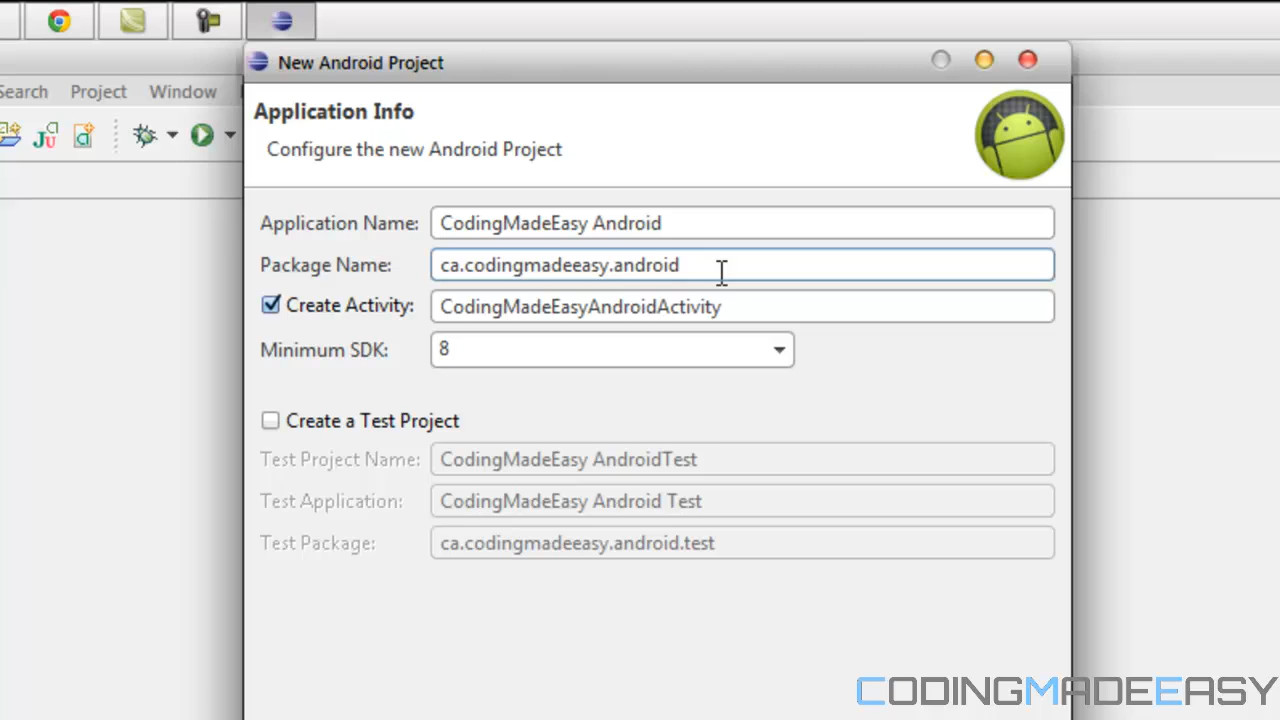 New Android Project
Search Project Window
Application Info
Configure the new Android Project
Application Name: CodingMadeEasy Android
Package Name: ca.codingmadeeasy.android
Create Activity: CodingMadeEasyAndroidActivity
Minimum SDK: 8
Create a Test Project
Test Project Name: CodingMadeEasy AndroidTest
Test Application: CodingMadeEasy Android Test
Test Package: ca.codingmadeeasy.android.test
CODINGMADEEASY